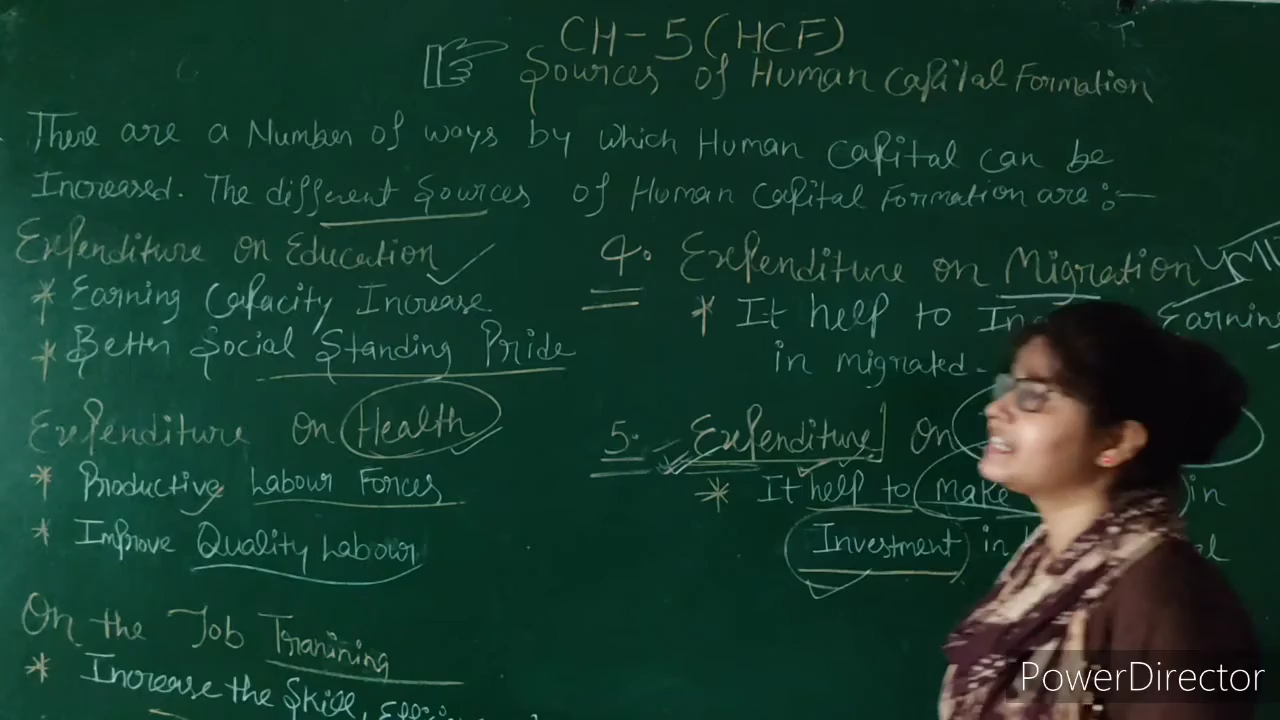 CH-5 (HCF)
Sources of Human Capital Formation
There are a Number of ways by which Human Capital can be
Increased. The different Sources of Human Capital Formation are:-
Expenditure on Education
* Earning Capacity Increase
* Better Social Standing Pride
Expenditure on Health
* Productive Labour Forces
* Improve Quality Labour
On the Job Tranining
* Increase the Skill,
4. Expenditure on Migration
* It help to Earning
in migrated.
5. Expenditure on
* It help to make in
Investment in
PowerDirector